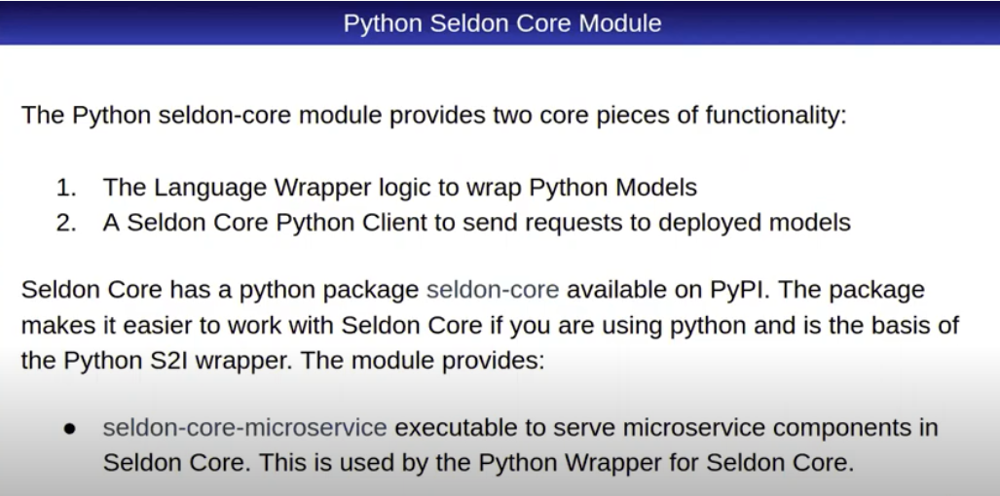 Python Seldon Core Module
The Python seldon-core module provides two core pieces of functionality:
1. The Language Wrapper logic to wrap Python Models
2. A Seldon Core Python Client to send requests to deployed models
Seldon Core has a python package seldon-core available on PyPI. The package
makes it easier to work with Seldon Core if you are using python and is the basis of
the Python S2I wrapper. The module provides:
● seldon-core-microservice executable to serve microservice components in
Seldon Core. This is used by the Python Wrapper for Seldon Core.